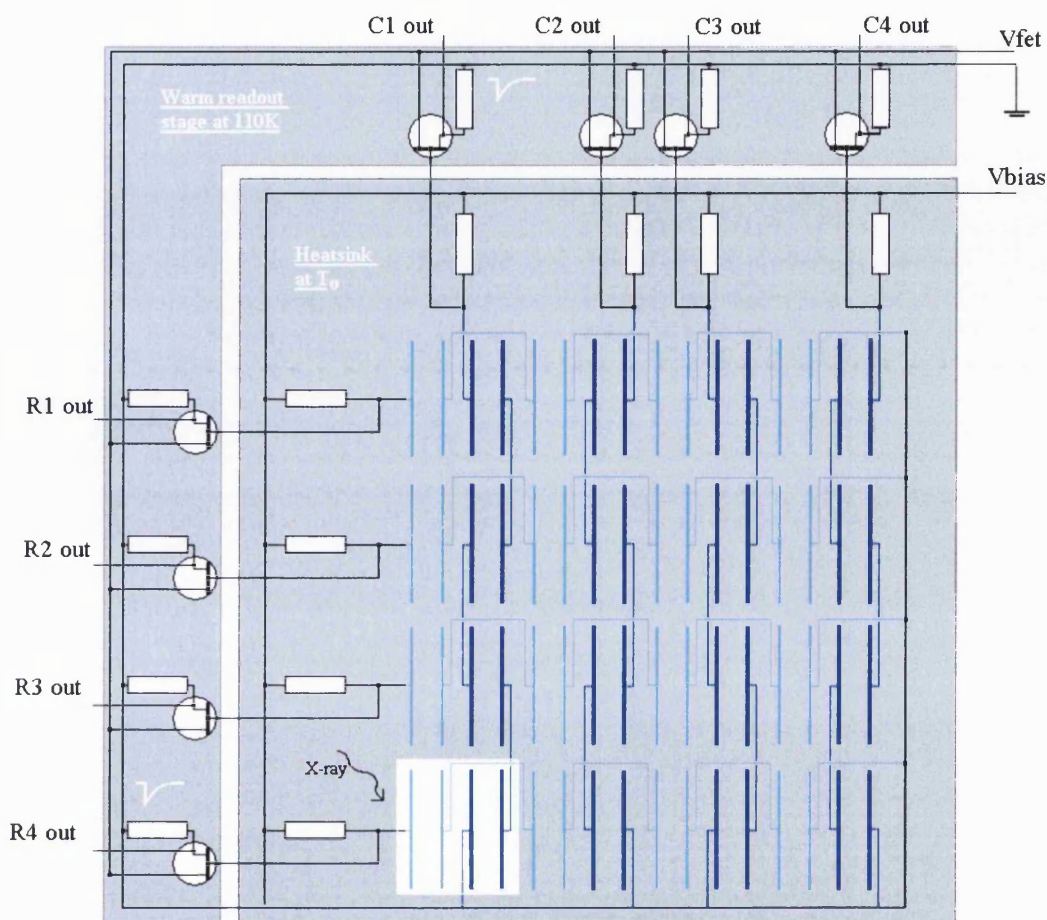 C1 out
C2 out
C3 out
C4 out
Vfet
Warm readout
stage at 110K
Vbias
Heatsink
at T₀
R1 out
R2 out
R3 out
X-ray
R4 out